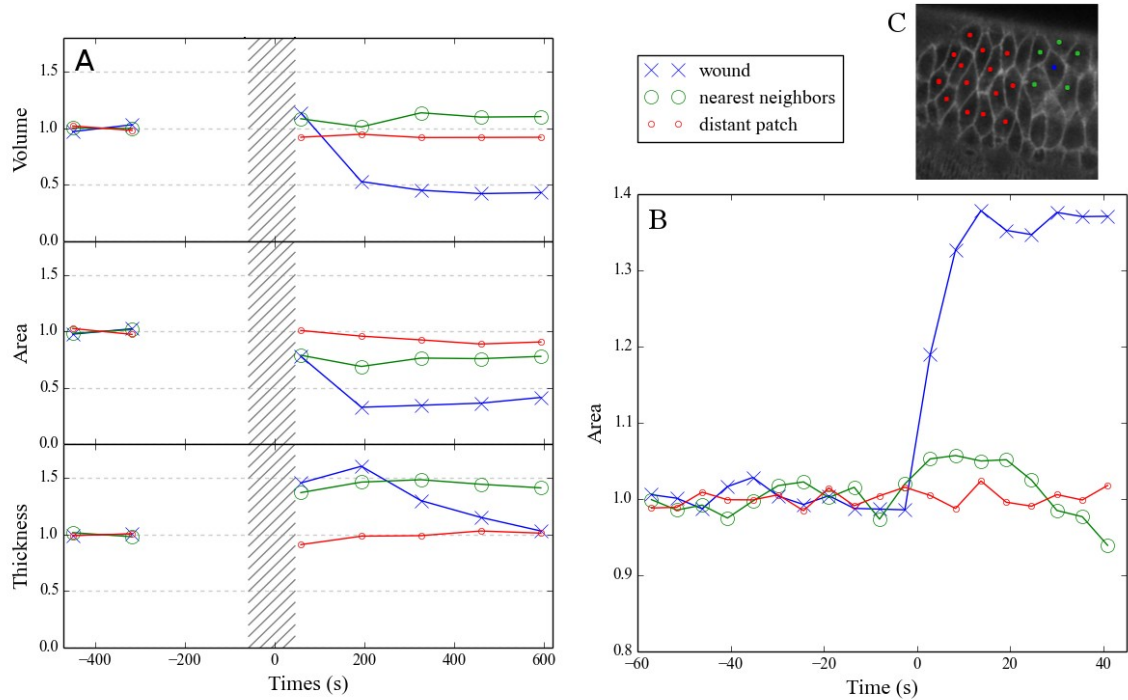 A
Volume
1.5
1.0
0.5
0.0
Area
1.5
1.0
0.5
0.0
Thickness
1.5
1.0
0.5
0.0
−400
−200
0
200
400
600
Times (s)
wound
nearest neighbors
distant patch
C
B
Area
1.4
1.3
1.2
1.1
1.0
0.9
0.8
−60
−40
−20
0
20
40
Time (s)